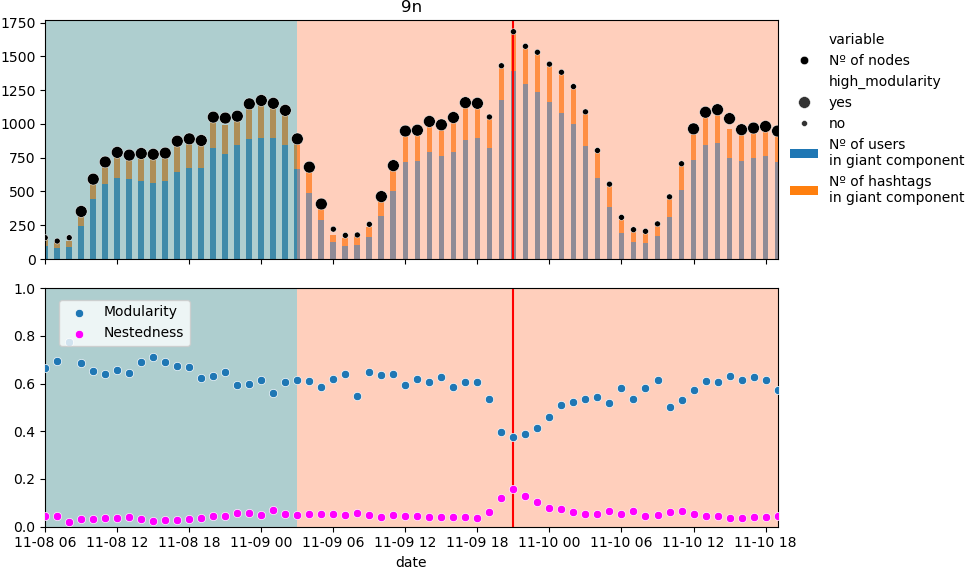 9n
1750
1500
1250
1000
750
500
250
0
variable
Nº of nodes
high_modularity
yes
no
Nº of users
in giant component
Nº of hashtags
in giant component
1.0
0.8
0.6
0.4
0.2
0.0
Modularity
Nestedness
11-08 06 11-08 12 11-08 18 11-09 00 11-09 06 11-09 12 11-09 18 11-10 00 11-10 06 11-10 12 11-10 18
date